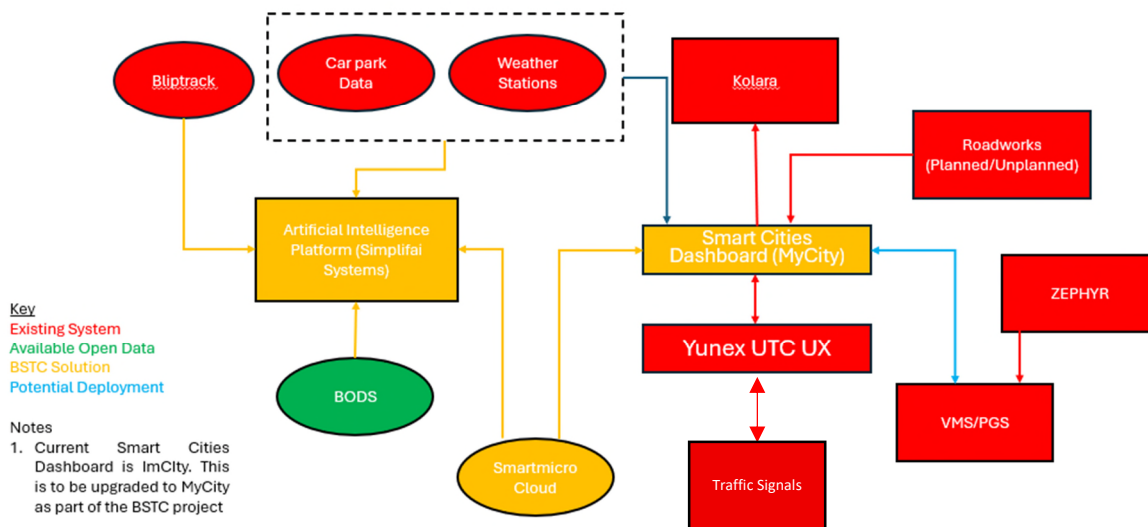 Bliptrack
Car park
Data
Weather
Stations
Kolara
Roadworks
(Planned/Unplanned)
Artificial Intelligence
Platform (Simplifai
Systems)
Smart Cities
Dashboard (MyCity)
ZEPHYR
Key
Existing System
Available Open Data
BSTC Solution
Potential Deployment
Yunex UTC UX
BODS
VMS/PGS
Notes
1. Current Smart Cities
Dashboard is ImCIty. This
is to be upgraded to MyCity
as part of the BSTC project
Smartmicro
Cloud
Traffic Signals